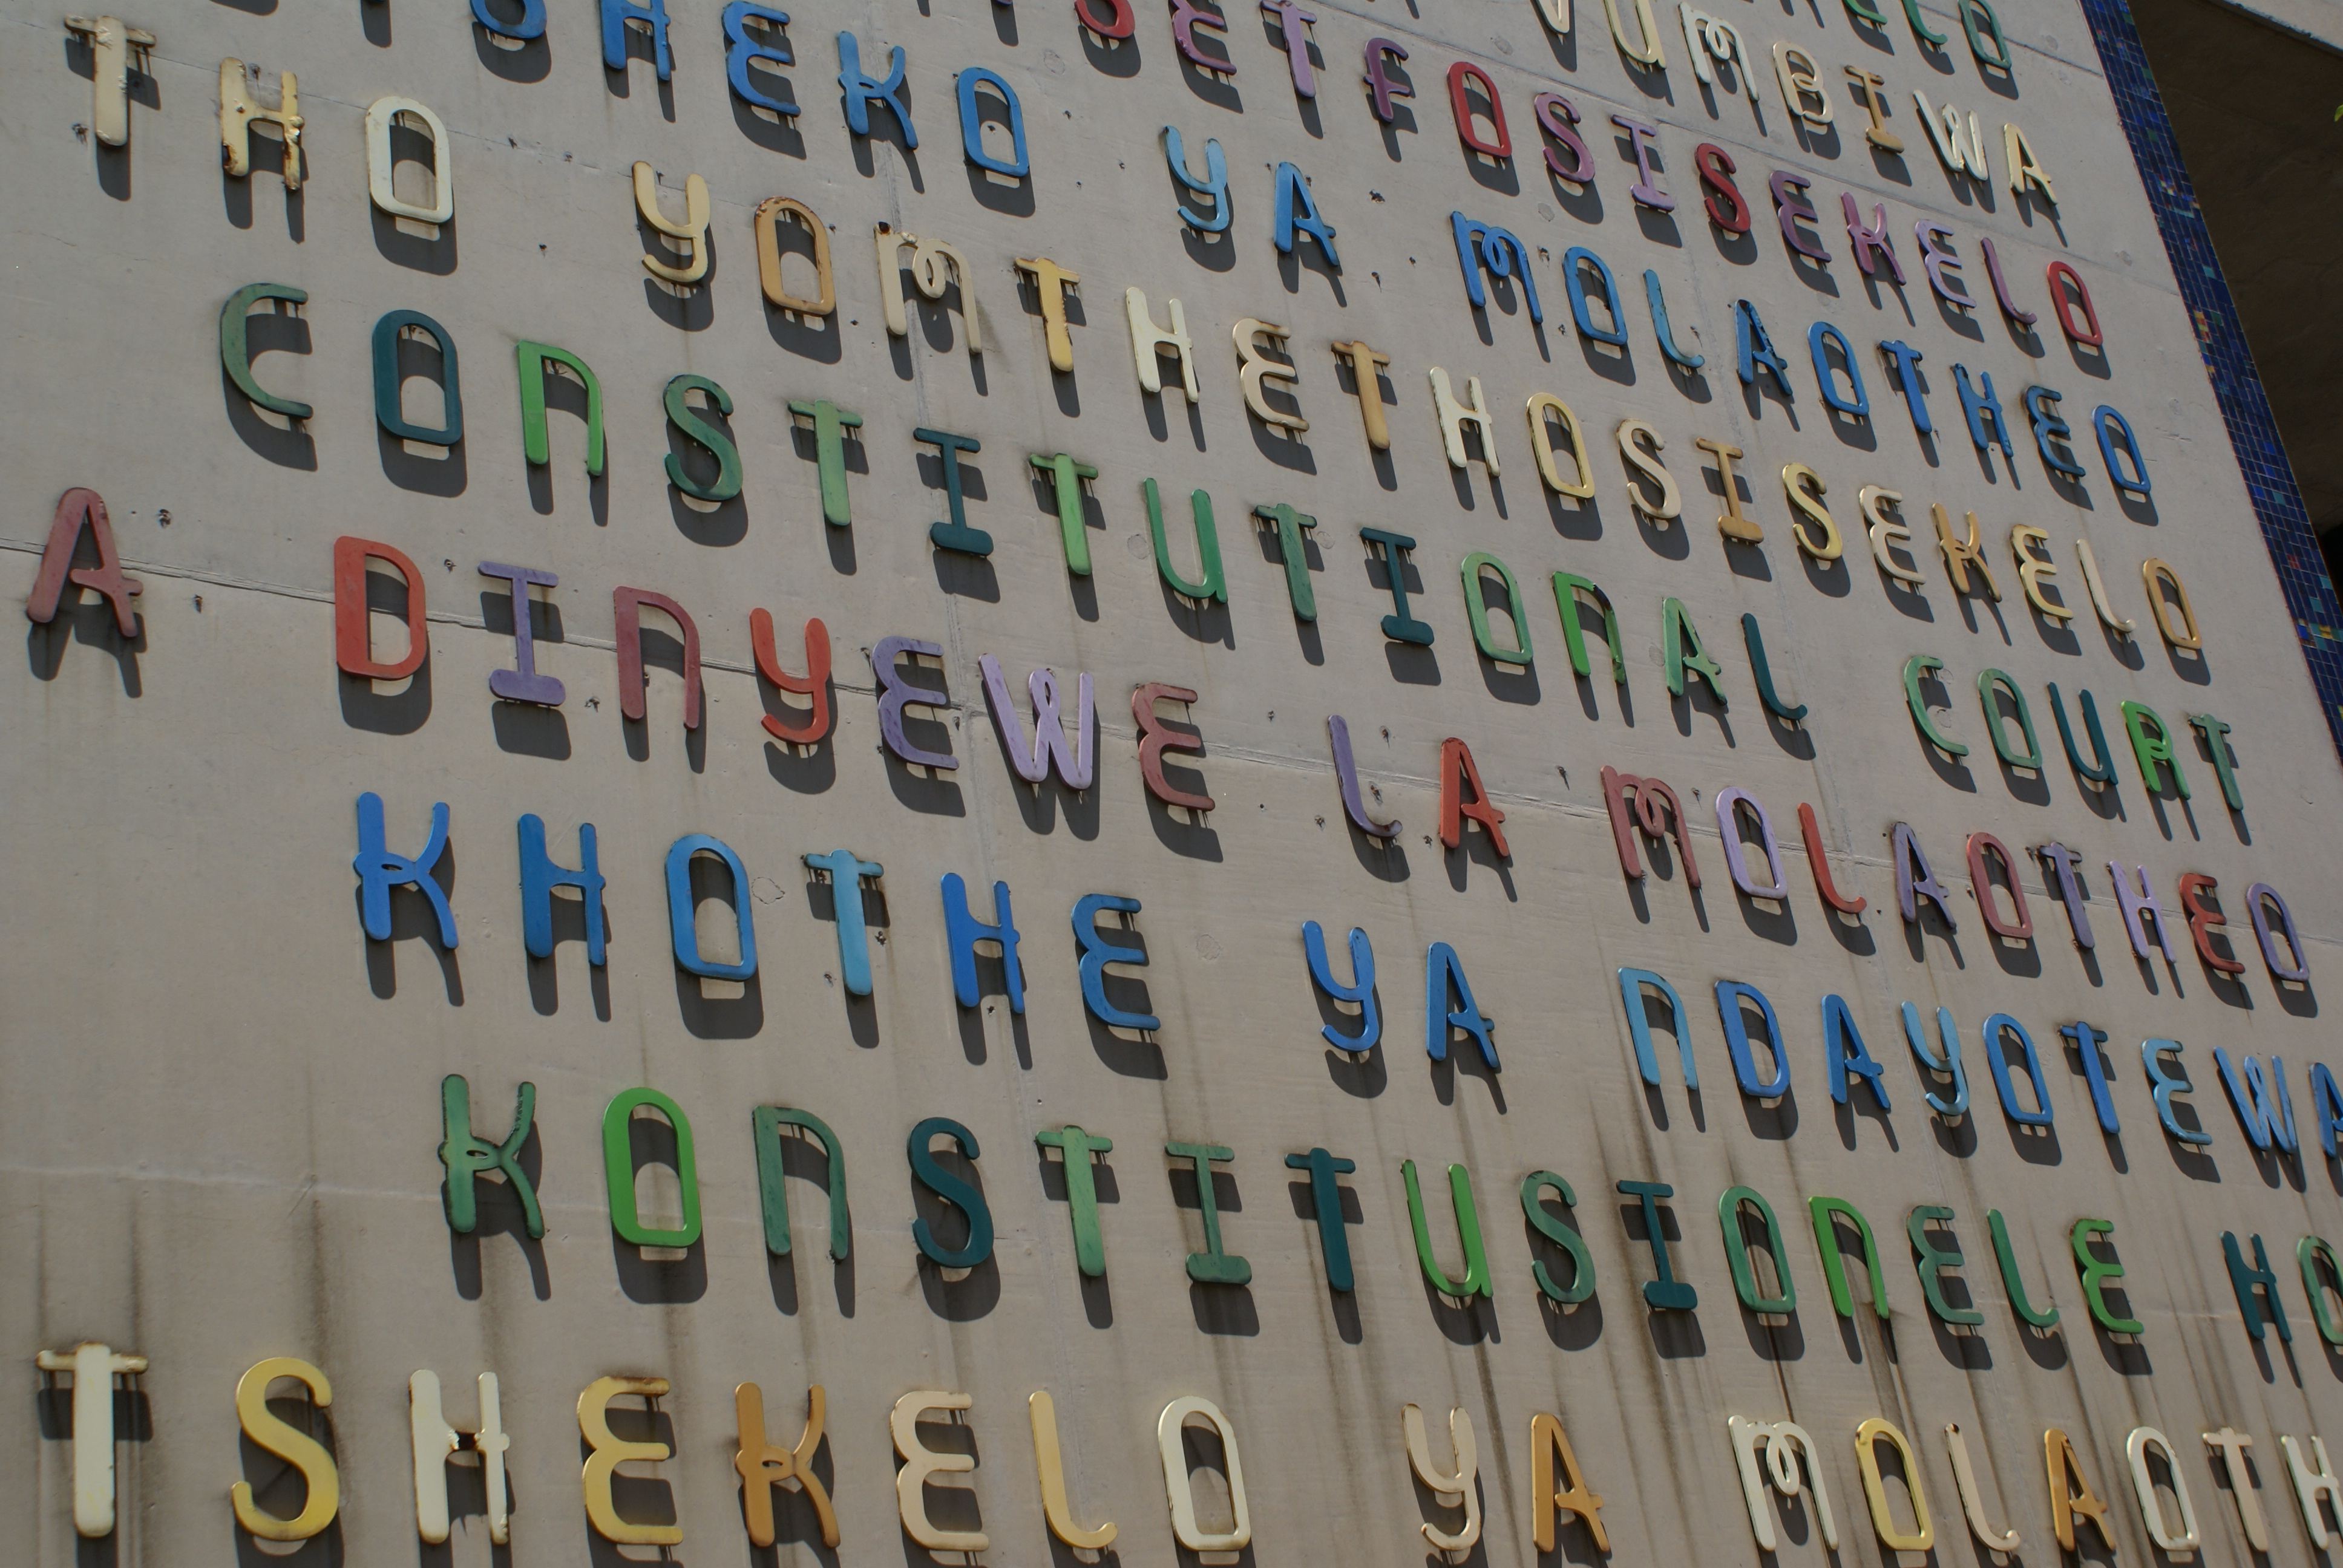 ELO
VUMBIWA
SETFOSISEKELO
SHEKO YA MOLAOTHEO
THO YOMTHETHOSISEKELO
CONSTITUTIONAL COURT
A DINYEWE LA MOLAOTHEO
KHOTHE YA NDAYOTEWA
KONSTITUSIONELE HO
TSHEKELO YA MOLAOTH